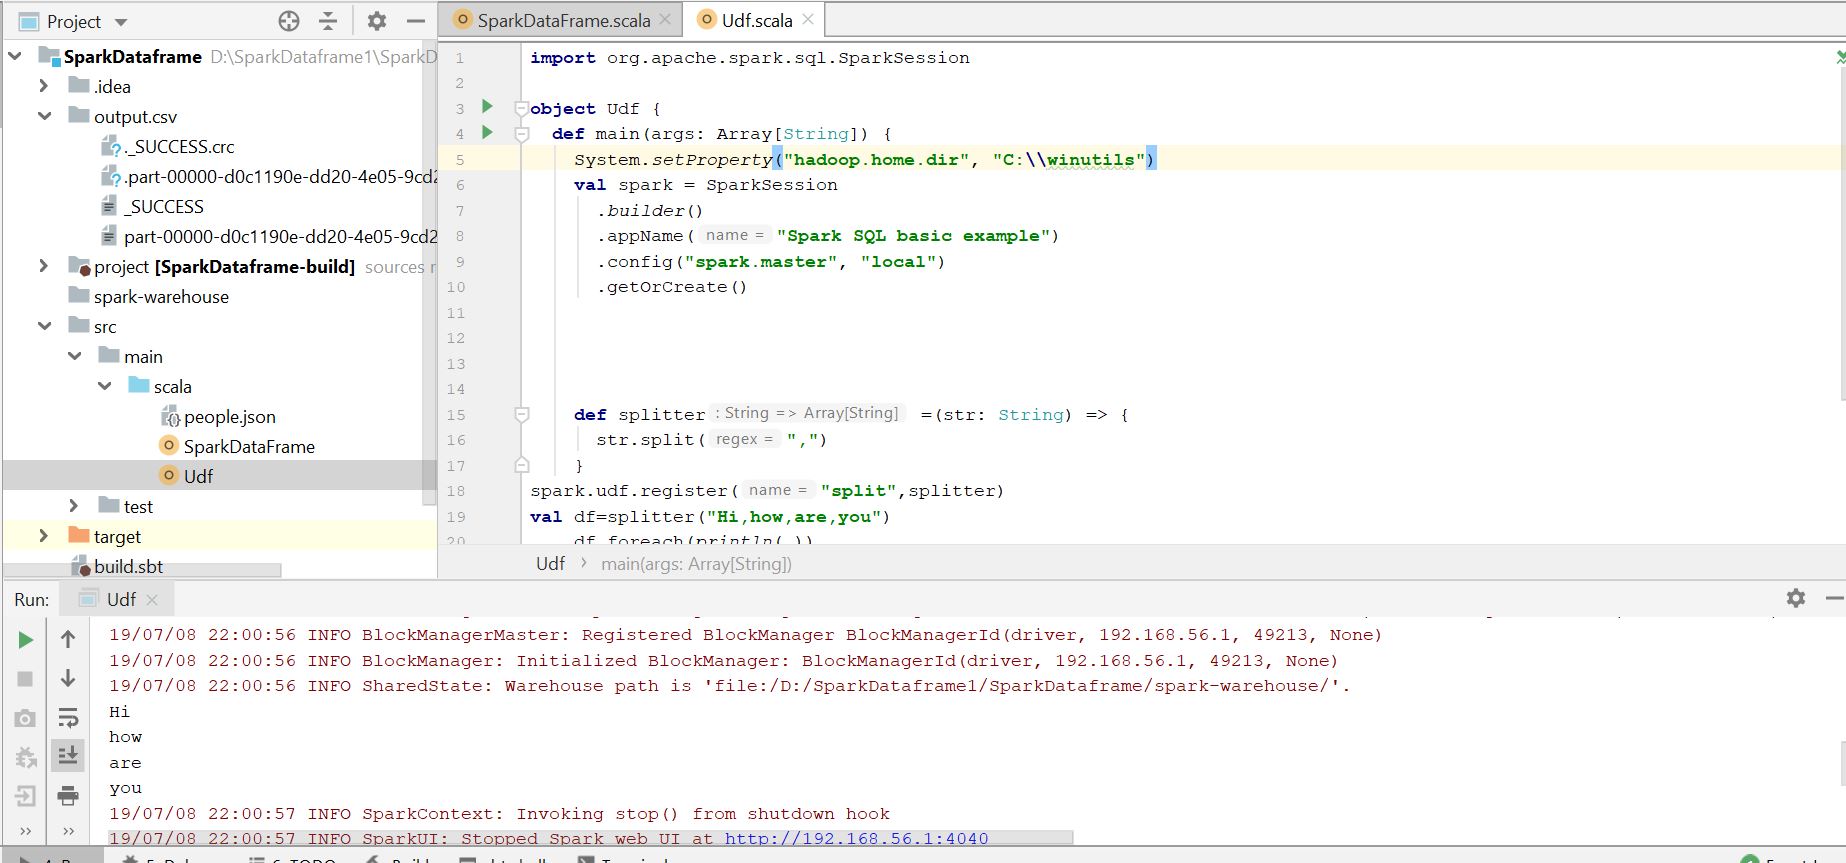 Project
SparkDataFrame.scala
Udf.scala
SparkDataframe D:\SparkDataframe1\SparkD
.idea
output.csv
._SUCCESS.crc
.part-00000-d0c1190e-dd20-4e05-9cd2
_SUCCESS
part-00000-d0c1190e-dd20-4e05-9cd2
project [SparkDataframe-build] sources r
spark-warehouse
src
main
scala
people.json
SparkDataFrame
Udf
test
target
build.sbt
1 import org.apache.spark.sql.SparkSession
2
3 object Udf {
4 def main(args: Array[String]) {
5 System.setProperty("hadoop.home.dir", "C:\\winutils")
6 val spark = SparkSession
7 .builder()
8 .appName( name = "Spark SQL basic example")
9 .config("spark.master", "local")
10 .getOrCreate()
11
12
13
14
15 def splitter : String => Array[String] =(str: String) => {
16 str.split( regex = ",")
17 }
18 spark.udf.register( name = "split",splitter)
19 val df=splitter("Hi,how,are,you")
20 df.foreach(println(_))
Udf › main(args: Array[String])
Run: Udf
19/07/08 22:00:56 INFO BlockManagerMaster: Registered BlockManager BlockManagerId(driver, 192.168.56.1, 49213, None)
19/07/08 22:00:56 INFO BlockManager: Initialized BlockManager: BlockManagerId(driver, 192.168.56.1, 49213, None)
19/07/08 22:00:56 INFO SharedState: Warehouse path is 'file:/D:/SparkDataframe1/SparkDataframe/spark-warehouse/'.
Hi
how
are
you
19/07/08 22:00:57 INFO SparkContext: Invoking stop() from shutdown hook
19/07/08 22:00:57 INFO SparkUI: Stopped Spark web UI at http://192.168.56.1:4040